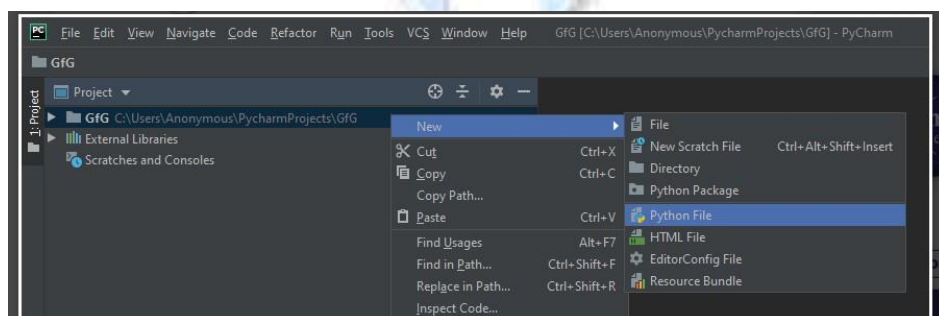 PC File Edit View Navigate Code Refactor Run Tools VCS Window Help GfG [C:\Users\Anonymous\PycharmProjects\GfG] - PyCharm
GfG
1: Project
Project
GfG C:\Users\Anonymous\PycharmProjects\GfG
External Libraries
Scratches and Consoles
New
Cut Ctrl+X
Copy Ctrl+C
Copy Path...
Paste Ctrl+V
Find Usages Alt+F7
Find in Path... Ctrl+Shift+F
Replace in Path... Ctrl+Shift+R
Inspect Code...
File
New Scratch File Ctrl+Alt+Shift+Insert
Directory
Python Package
Python File
HTML File
EditorConfig File
Resource Bundle